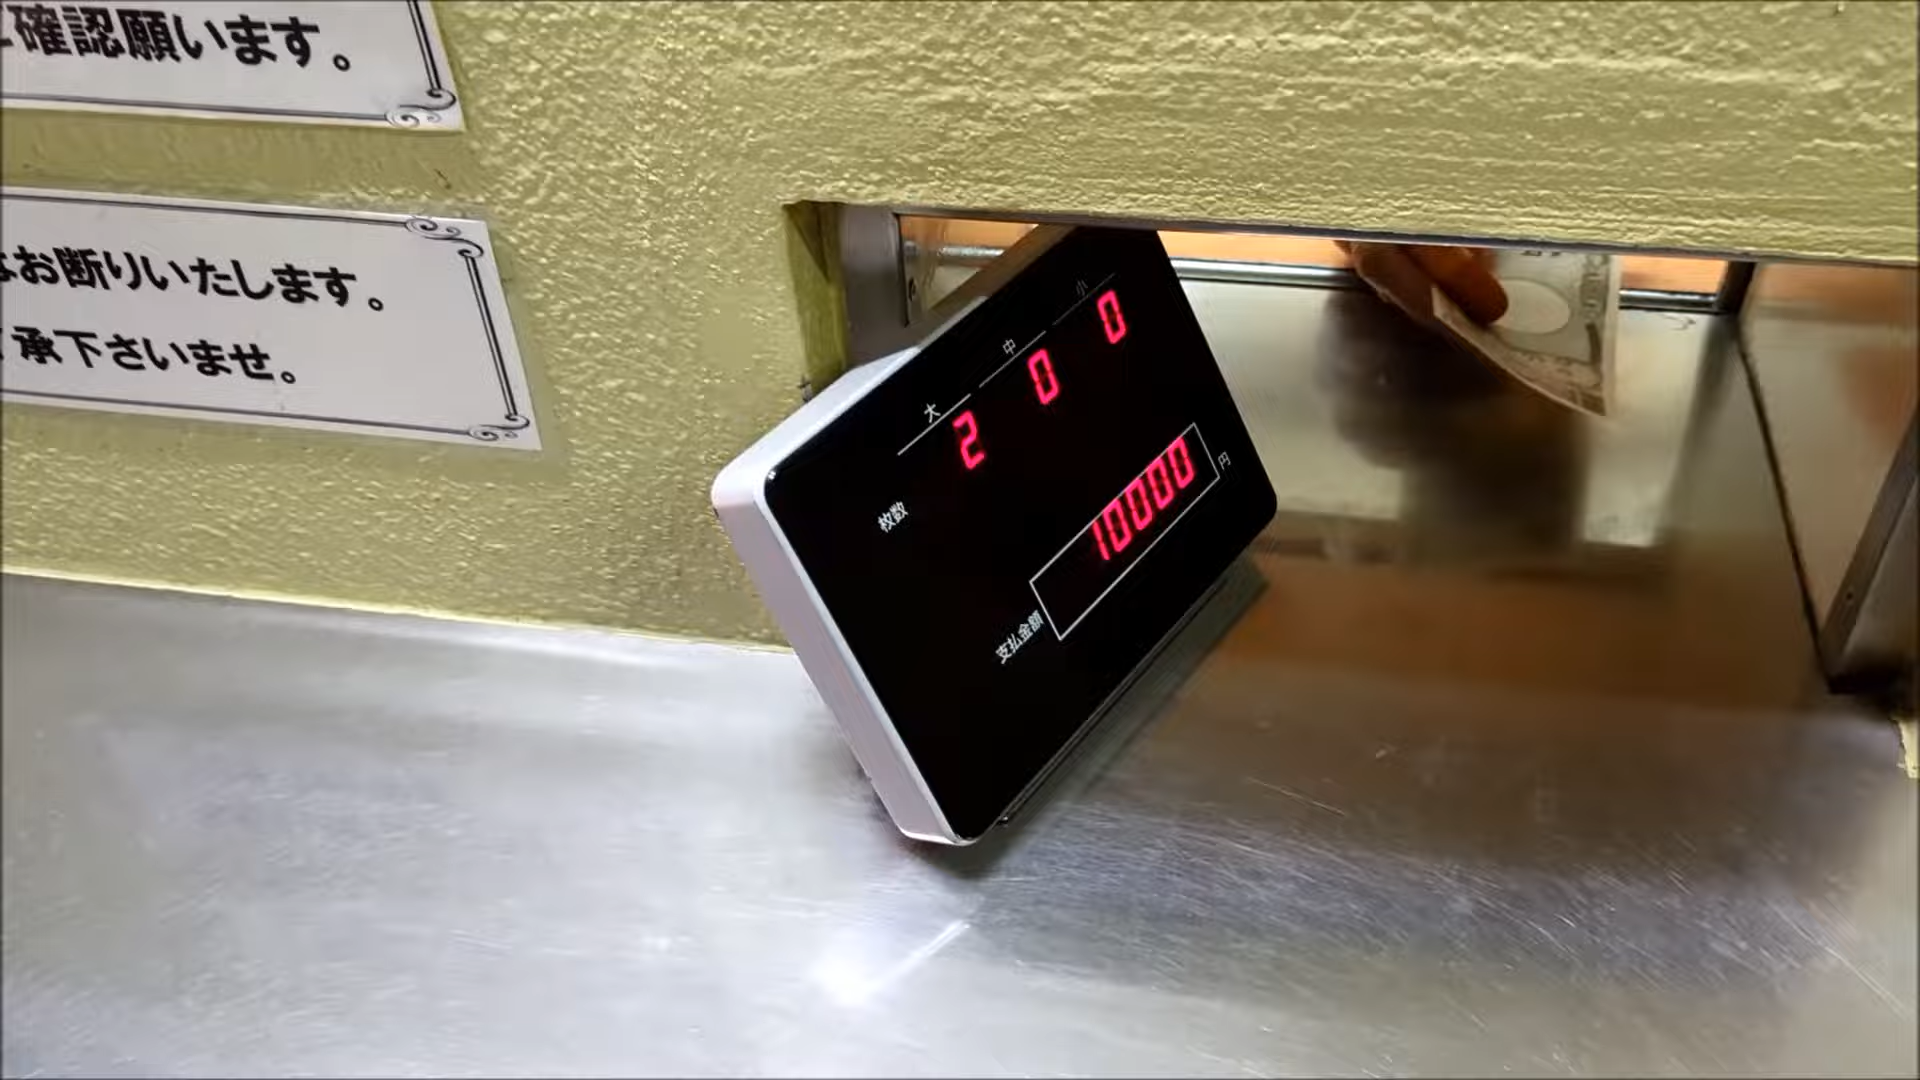 確認願います。
お断りいたします。
承下さいませ。
大 中 小
枚数 2 0 0
支払金額 10000 円